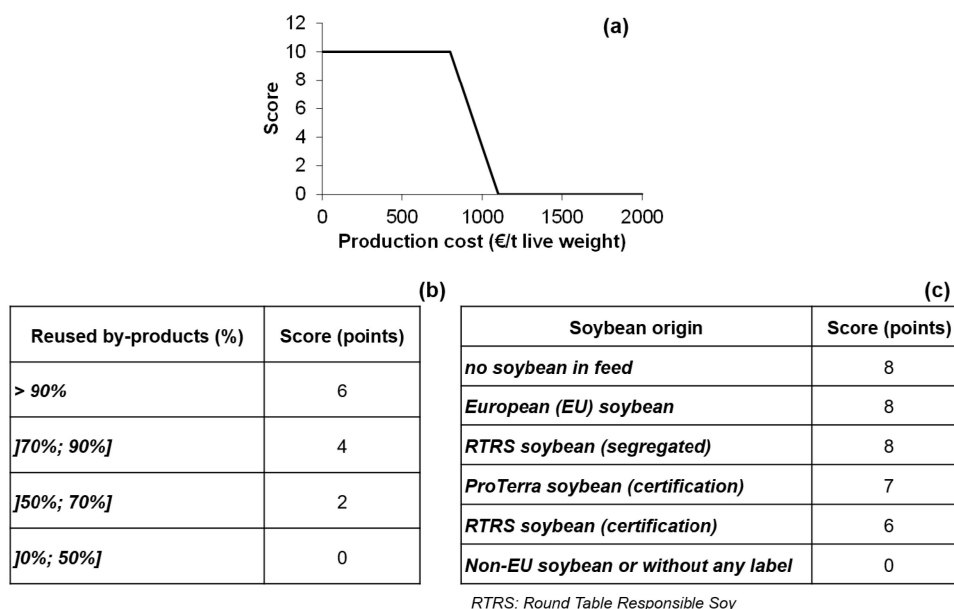 (a)
12
10
8
6
4
2
0
Score
0 500 1000 1500 2000
Production cost (€/t live weight)
(b)
Reused by-products (%) Score (points)
> 90% 6
]70%; 90%] 4
]50%; 70%] 2
]0%; 50%] 0
(c)
Soybean origin Score (points)
no soybean in feed 8
European (EU) soybean 8
RTRS soybean (segregated) 8
ProTerra soybean (certification) 7
RTRS soybean (certification) 6
Non-EU soybean or without any label 0
RTRS: Round Table Responsible Soy